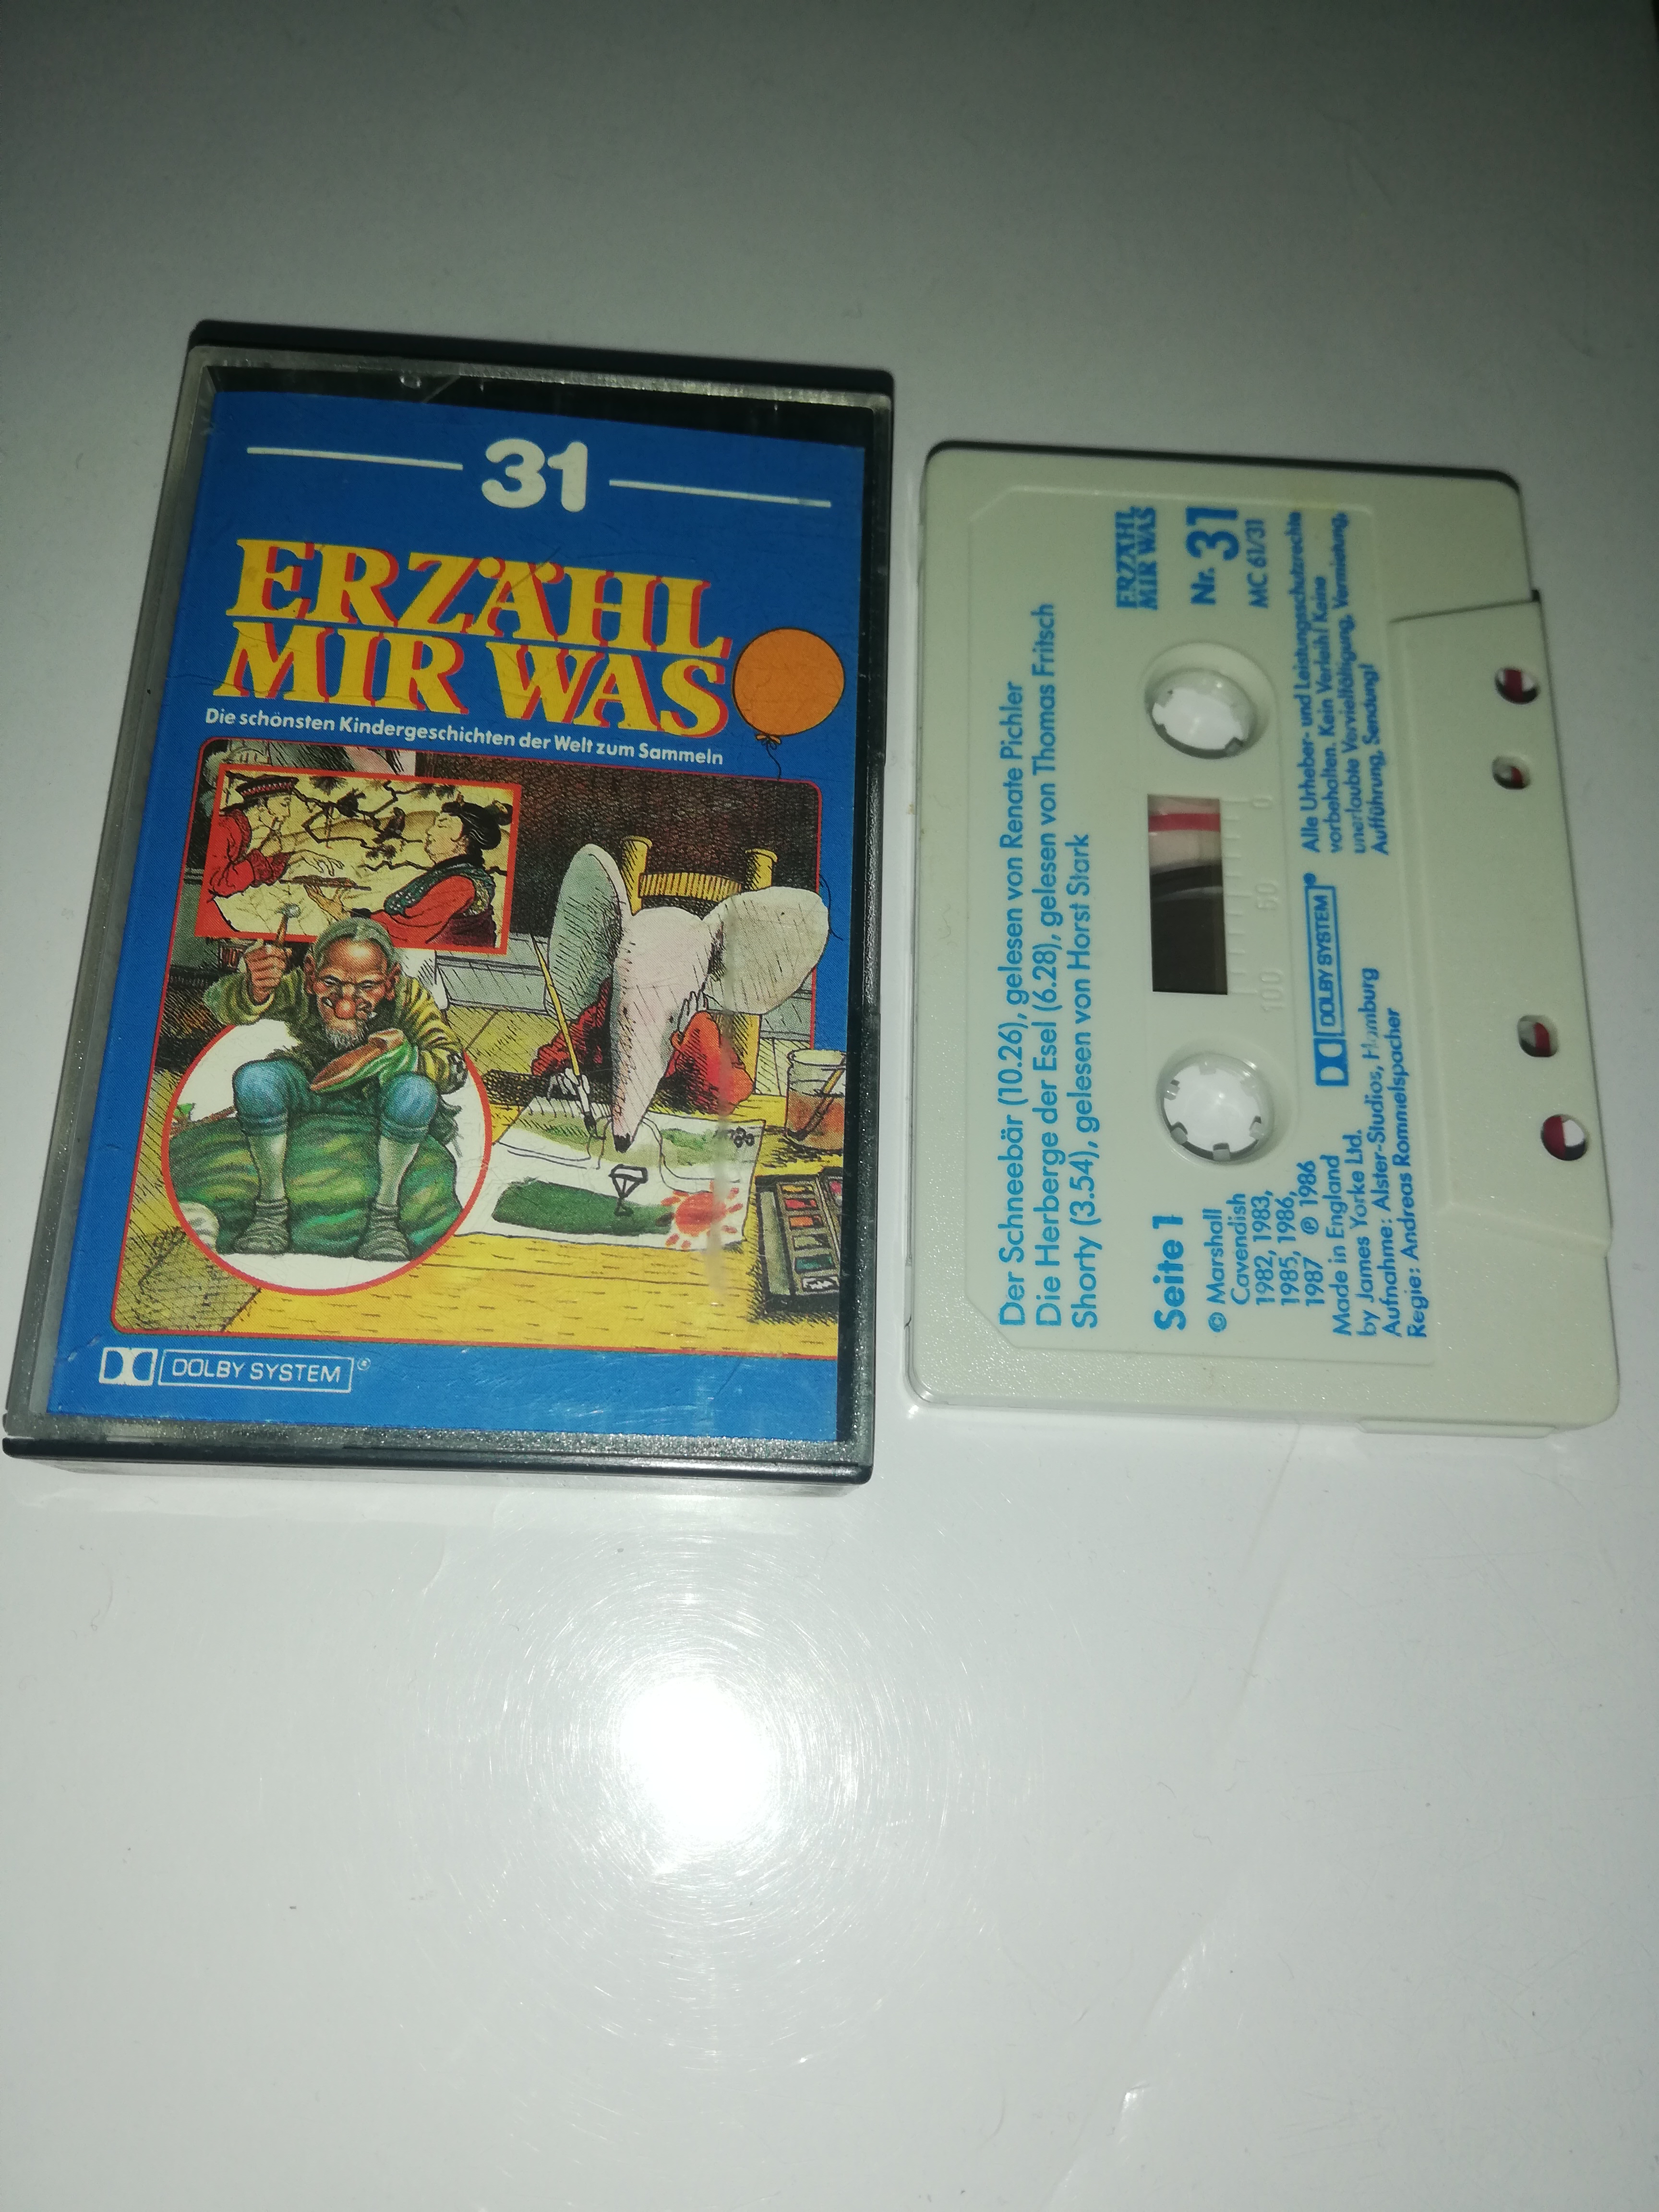 31
ERZÄHL
MIR WAS
Die schönsten Kindergeschichten der Welt zum Sammeln
DOLBY SYSTEM®
Der Schneebär (10.26), gelesen von Renate Pichler
Die Herberge der Esel (6.28), gelesen von Thomas Fritsch
Shorty (3.54), gelesen von Horst Stark
ERZÄHL
MIR WAS
Nr. 31
MC 61/31
Seite 1
100 50 0
© Marshall
Cavendish
1982, 1983,
1985, 1986,
1987 ℗ 1986
Made in England
by James Yorke Ltd.
Aufnahme: Alster-Studios, Hamburg
Regie: Andreas Rommelspacher
DOLBY SYSTEM®
Alle Urheber- und Leistungsschutzrechte
vorbehalten. Kein Verleih! Keine
unerlaubte Vervielfältigung, Vermietung,
Aufführung, Sendung!